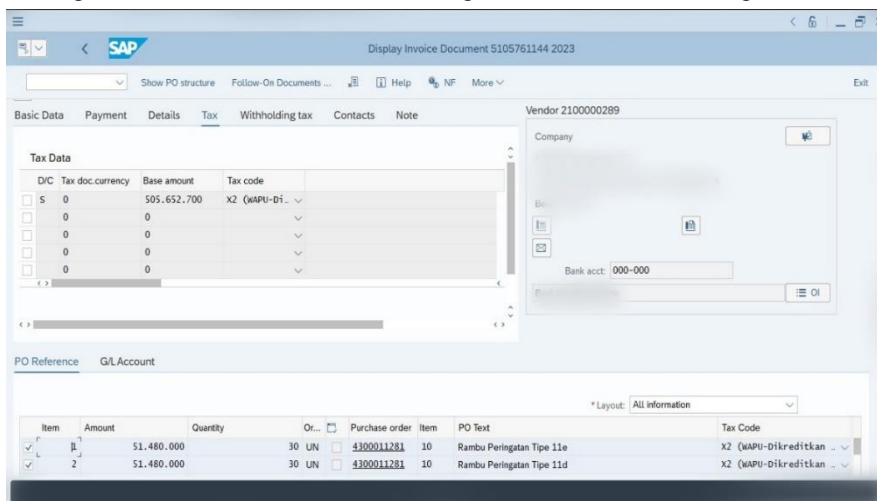 SAP
Display Invoice Document 5105761144 2023
Show PO structure Follow-On Documents ... Help NF More Exit
Basic Data Payment Details Tax Withholding tax Contacts Note
Vendor 2100000289
Company
Tax Data
D/C Tax doc.currency Base amount Tax code
S 0 505.652.700 X2 (WAPU-Di..
0 0
0 0
0 0
0 0
Bank acct: 000-000
OI
PO Reference G/L Account
*Layout: All information
Item Amount Quantity Or... Purchase order Item PO Text Tax Code
1 51.480.000 30 UN 4300011281 10 Rambu Peringatan Tipe 11e X2 (WAPU-Dikreditkan ..
2 51.480.000 30 UN 4300011281 10 Rambu Peringatan Tipe 11d X2 (WAPU-Dikreditkan ..